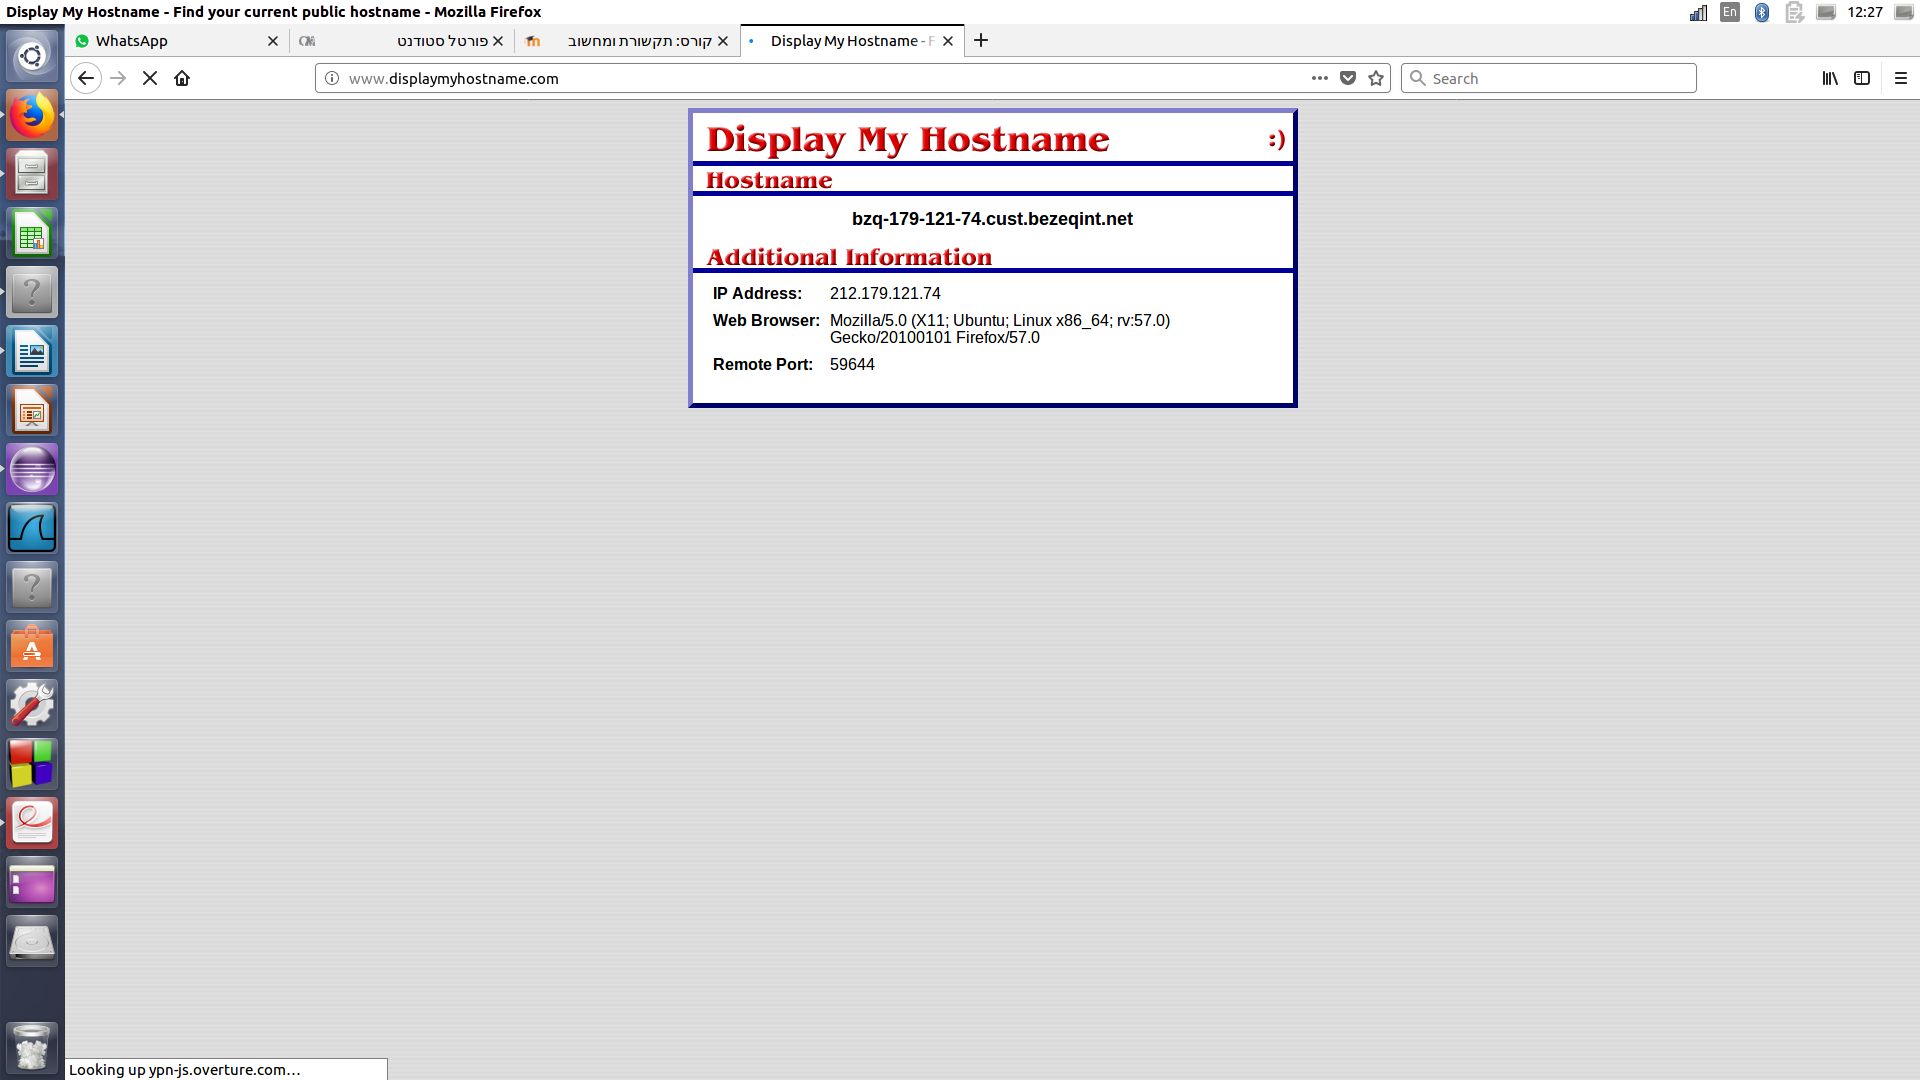 Display My Hostname - Find your current public hostname - Mozilla Firefox
En
12:27
WhatsApp
פורטל סטודנט
קורס: תקשורת ומחשוב
Display My Hostname - F
www.displaymyhostname.com
Search
Display My Hostname :)
Hostname
bzq-179-121-74.cust.bezeqint.net
Additional Information
IP Address: 212.179.121.74
Web Browser: Mozilla/5.0 (X11; Ubuntu; Linux x86_64; rv:57.0)
Gecko/20100101 Firefox/57.0
Remote Port: 59644
Looking up ypn-js.overture.com…